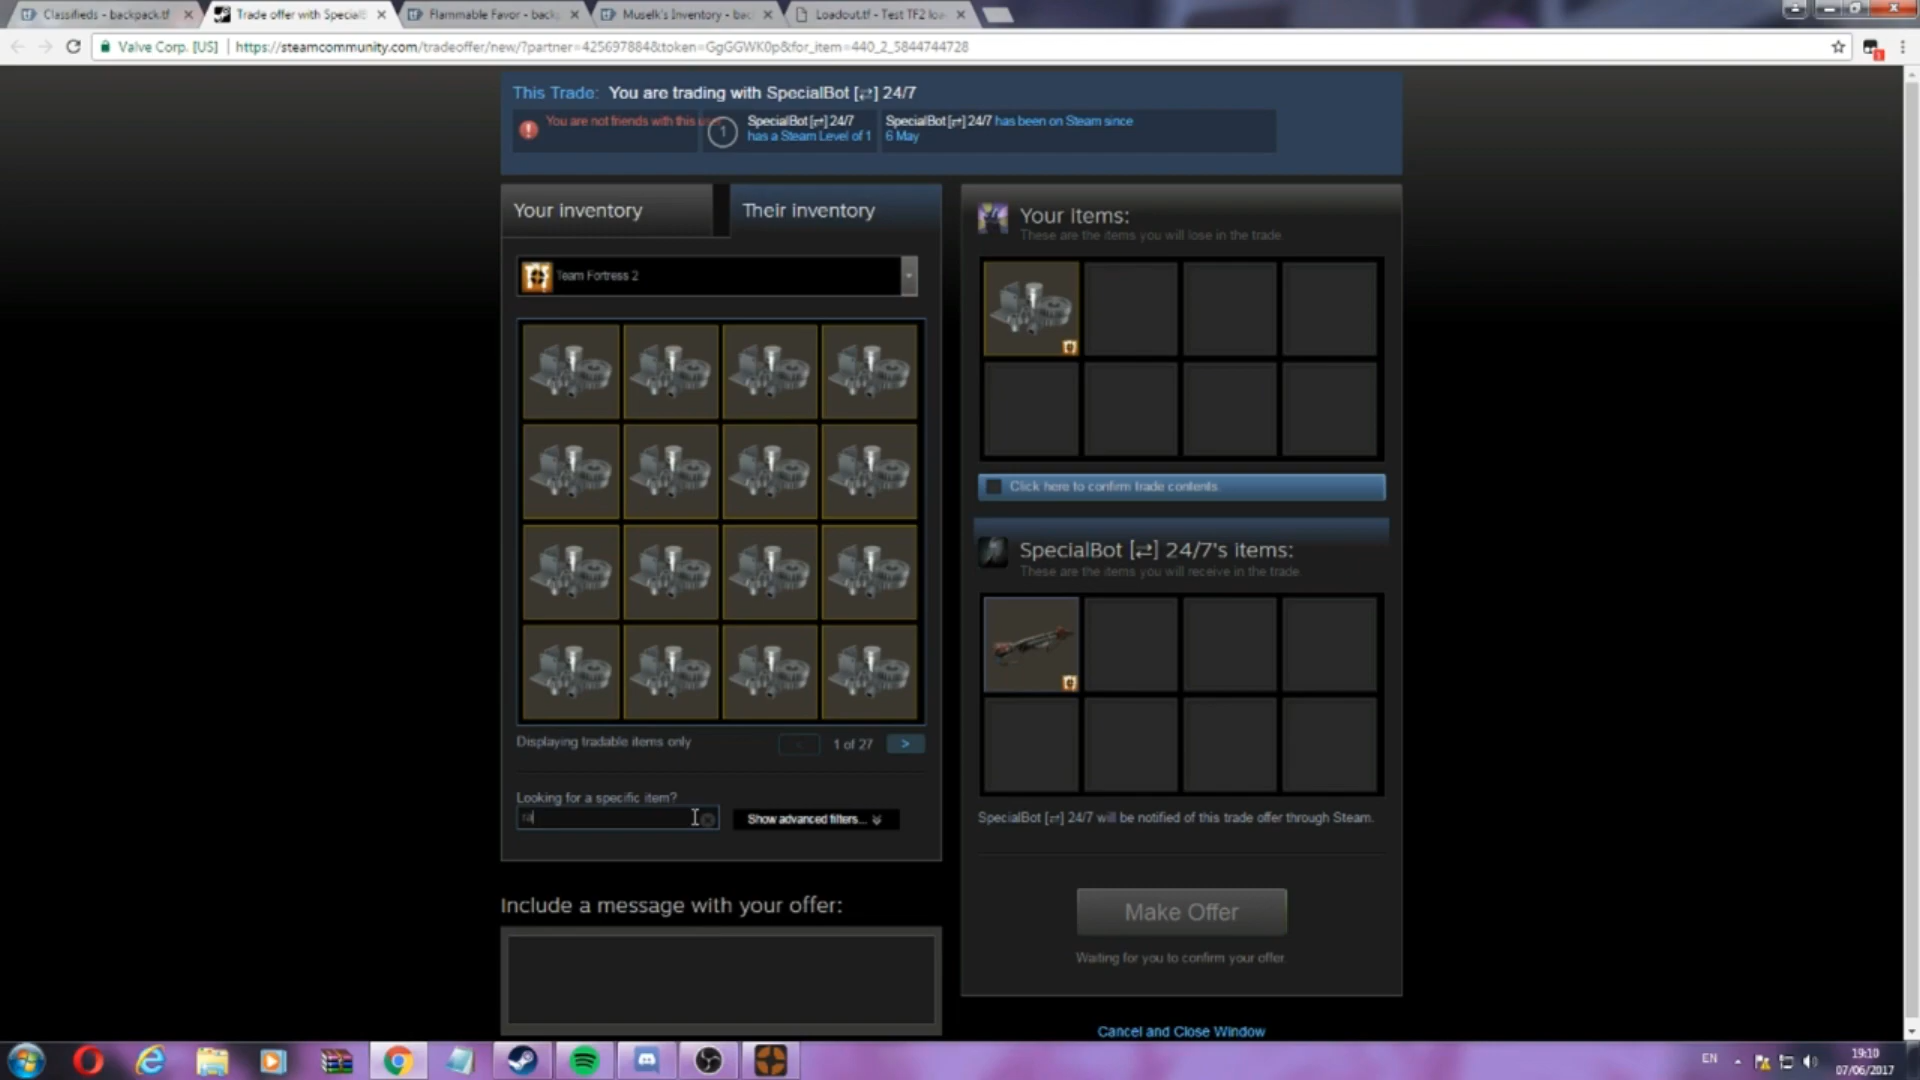 Classifieds - backpack.tf
Trade offer with Special
Flammable Favor - back
Muselk's Inventory - bac
Loadout.tf - Test TF2 loa
Valve Corp. [US]
https://steamcommunity.com/tradeoffer/new/?partner=425697884&token=GgGGWK0p&for_item=440_2_5844744728
This Trade: You are trading with SpecialBot [⇄] 24/7
You are not friends with this
1
SpecialBot [⇄] 24/7
has a Steam Level of 1
SpecialBot [⇄] 24/7 has been on Steam since
6 May
Your inventory
Their inventory
Team Fortress 2
Displaying tradable items only
1 of 27
>
Looking for a specific item?
ra
Show advanced filters...
Include a message with your offer:
Your items:
These are the items you will lose in the trade.
Click here to confirm trade contents.
SpecialBot [⇄] 24/7's items:
These are the items you will receive in the trade.
SpecialBot [⇄] 24/7 will be notified of this trade offer through Steam.
Make Offer
Waiting for you to confirm your offer.
Cancel and Close Window
EN
19:10
07/06/2017